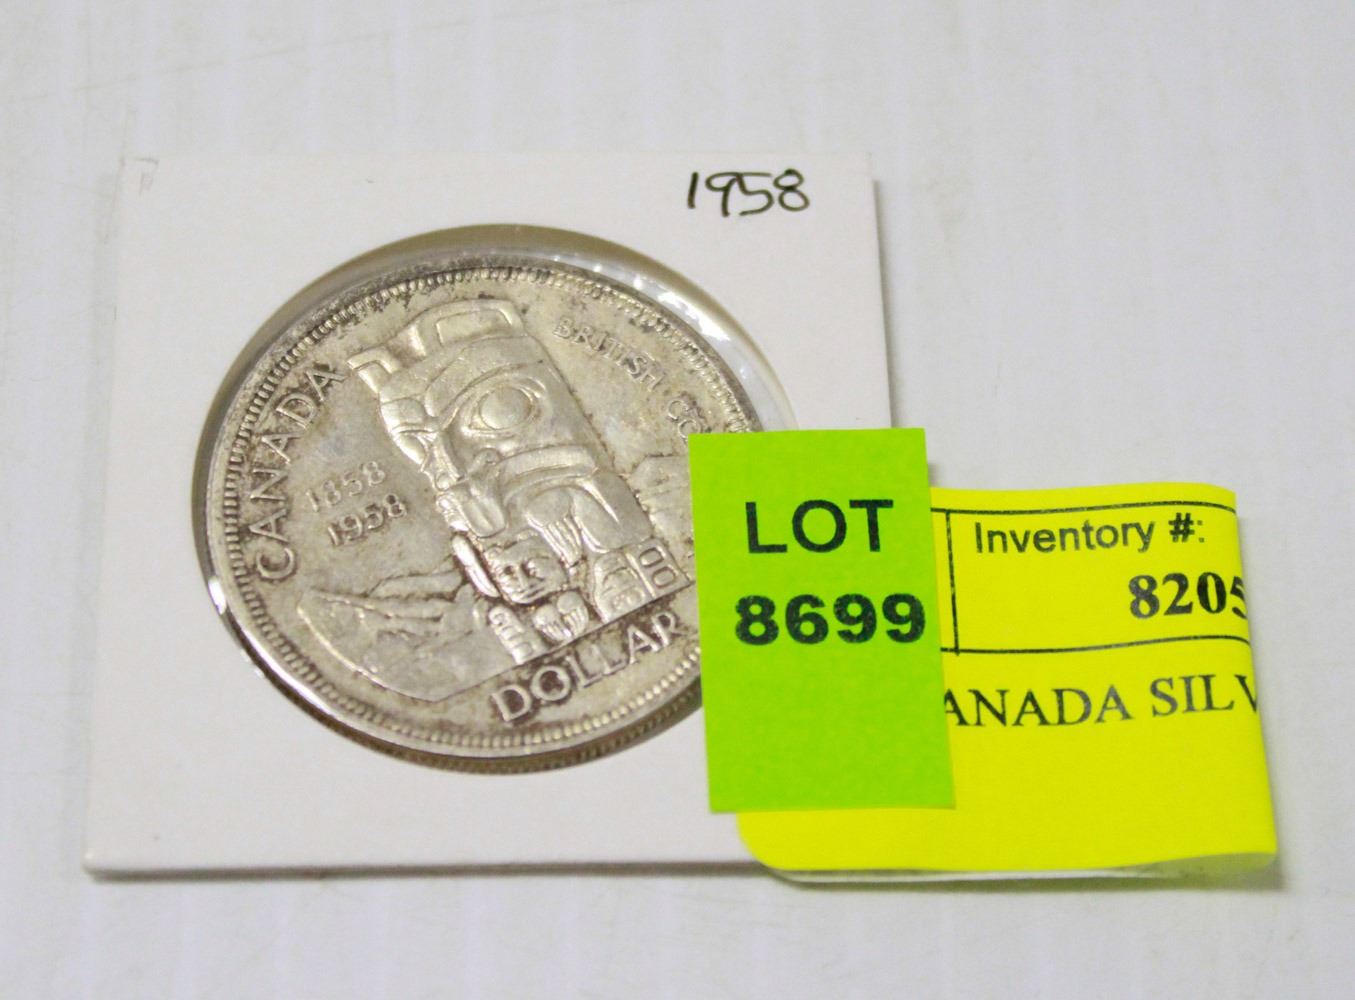 1958
BRITISH CO
CANADA
1858
1958
DOLLAR
LOT
8699
Inventory #:
8205
ANADA SILV